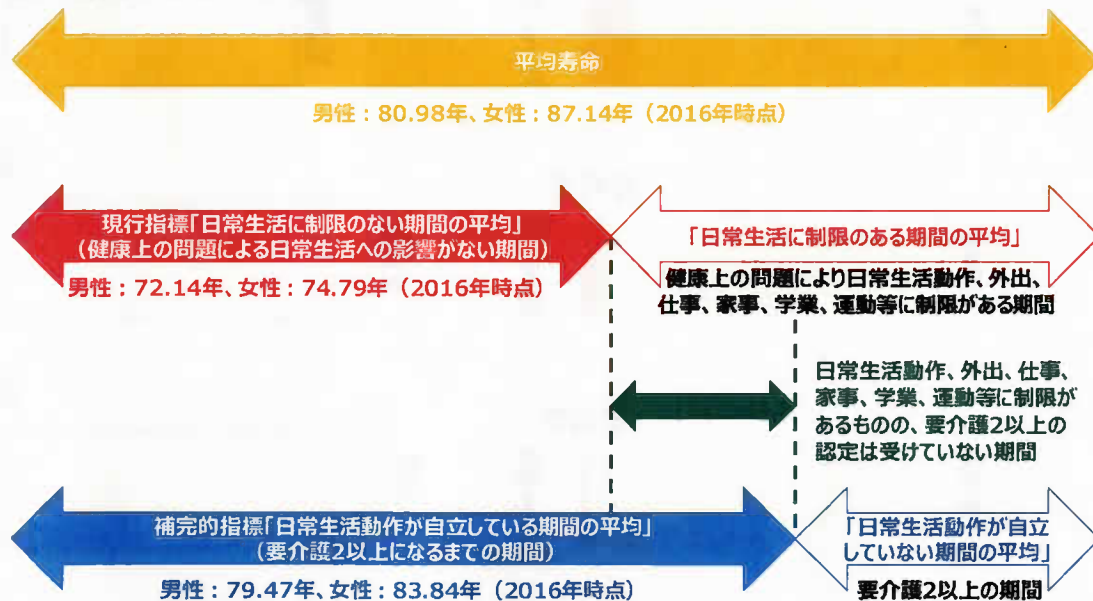 平均寿命
男性：80.98年、女性：87.14年（2016年時点）
現行指標「日常生活に制限のない期間の平均」
（健康上の問題による日常生活への影響がない期間）
男性：72.14年、女性：74.79年（2016年時点）
「日常生活に制限のある期間の平均」
健康上の問題により日常生活動作、外出、
仕事、家事、学業、運動等に制限がある期間
日常生活動作、外出、仕事、
家事、学業、運動等に制限が
あるものの、要介護2以上の
認定は受けていない期間
補完的指標「日常生活動作が自立している期間の平均」
（要介護2以上になるまでの期間）
男性：79.47年、女性：83.84年（2016年時点）
「日常生活動作が自立
していない期間の平均」
要介護2以上の期間